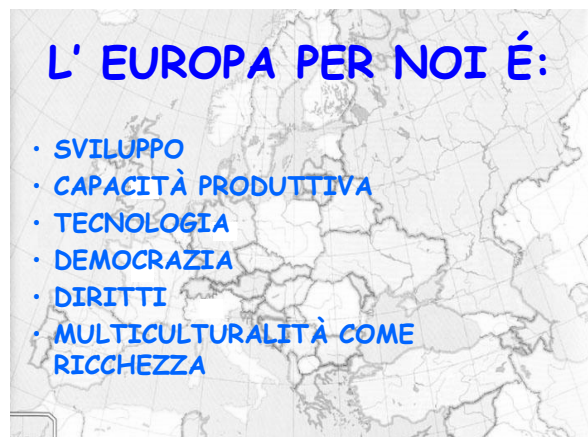 L' EUROPA PER NOI É:
• SVILUPPO
• CAPACITÀ PRODUTTIVA
• TECNOLOGIA
• DEMOCRAZIA
• DIRITTI
• MULTICULTURALITÀ COME
RICCHEZZA